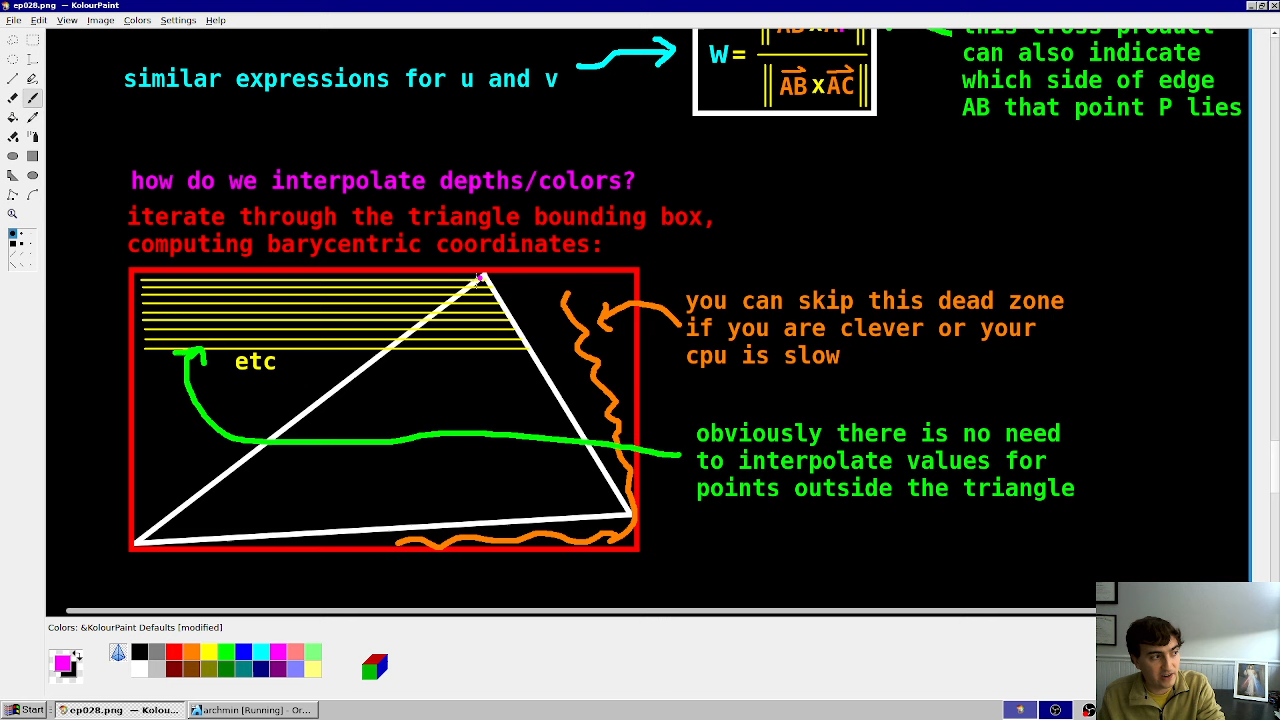 ep028.png — KolourPaint
File Edit View Image Colors Settings Help
similar expressions for u and v
W=
AB x AC
this cross product
can also indicate
which side of edge
AB that point P lies
how do we interpolate depths/colors?
iterate through the triangle bounding box,
computing barycentric coordinates:
etc
you can skip this dead zone
if you are clever or your
cpu is slow
obviously there is no need
to interpolate values for
points outside the triangle
Colors: &KolourPaint Defaults [modified]
Start
ep028.png — Kolou...
archmin [Running] - Or...